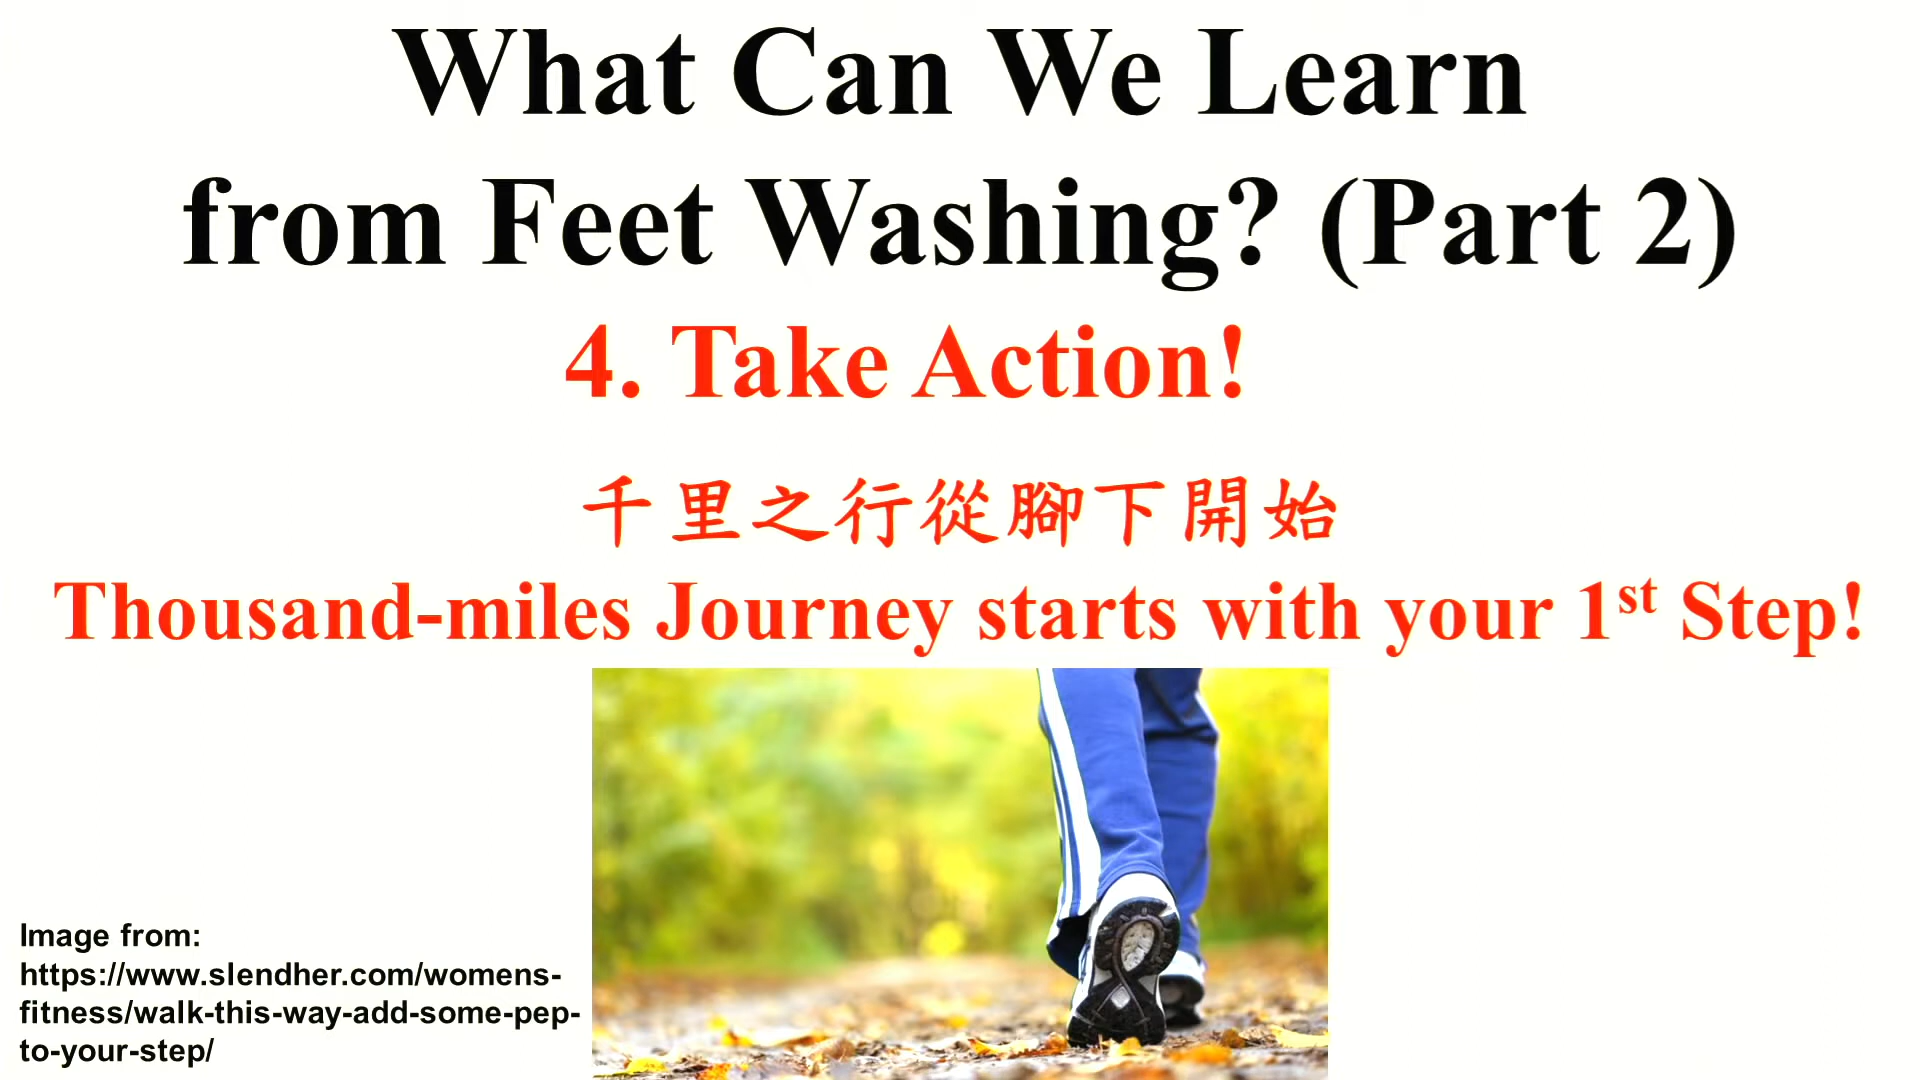 What Can We Learn
from Feet Washing? (Part 2)
4. Take Action!
千里之行從腳下開始
Thousand-miles Journey starts with your 1st Step!
Image from:
https://www.slendher.com/womens-
fitness/walk-this-way-add-some-pep-
to-your-step/